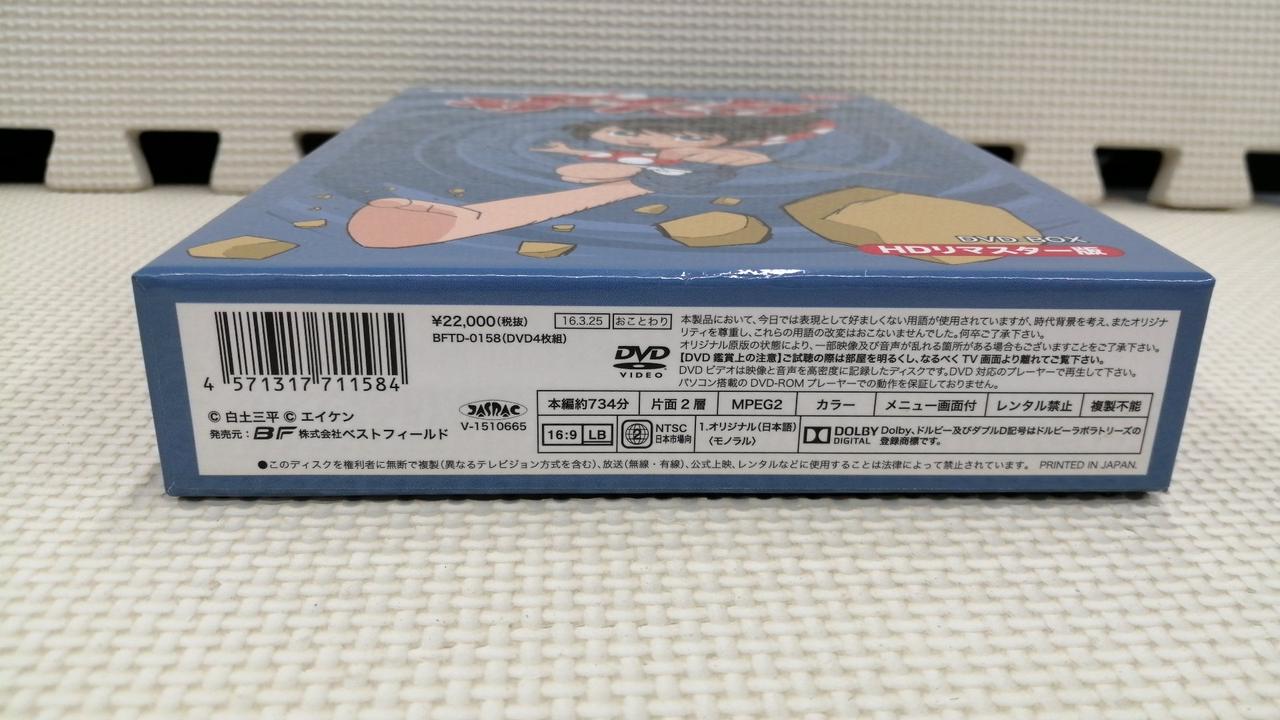 DVD BOX
HDリマスター版
4 571317 711584
¥22,000(税抜)
BFTD-0158(DVD4枚組)
16.3.25
おことわり
本製品において、今日では表現として好ましくない用語が使用されていますが、時代背景を考え、またオリジナ
リティを尊重し、これらの用語の改変はおこないませんでした。何卒ご了承下さい。
オリジナル原版の状態により、一部映像及び音声が乱れる箇所がある場合もございますことをご了承下さい。
【DVD 鑑賞上の注意】ご試聴の際は部屋を明るくし、なるべく TV 画面より離れてご覧下さい。
DVD ビデオは映像と音声を高密度に記録したディスクです。DVD 対応のプレーヤーで再生して下さい。
パソコン搭載の DVD-ROM プレーヤーでの動作を保証しておりません。
DVD
VIDEO
© 白土三平 © エイケン
発売元: BF 株式会社ベストフィールド
JASRAC
V-1510665
本編約734分 片面2層 MPEG2 カラー メニュー画面付 レンタル禁止 複製不能
16:9 LB
2 NTSC
日本市場向
1.オリジナル(日本語)
〈モノラル〉
DOLBY
DIGITAL
Dolby、ドルビー及びダブルD記号はドルビーラボラトリーズの
登録商標です。
●このディスクを権利者に無断で複製(異なるテレビジョン方式を含む)、放送(無線・有線)、公式上映、レンタルなどに使用することは法律によって禁止されています。 PRINTED IN JAPAN.